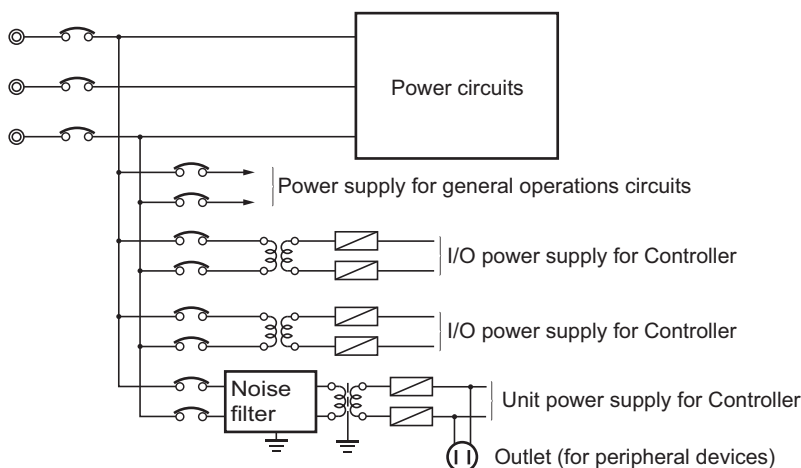 Power circuits
Power supply for general operations circuits
I/O power supply for Controller
I/O power supply for Controller
Noise
filter
Unit power supply for Controller
Outlet (for peripheral devices)